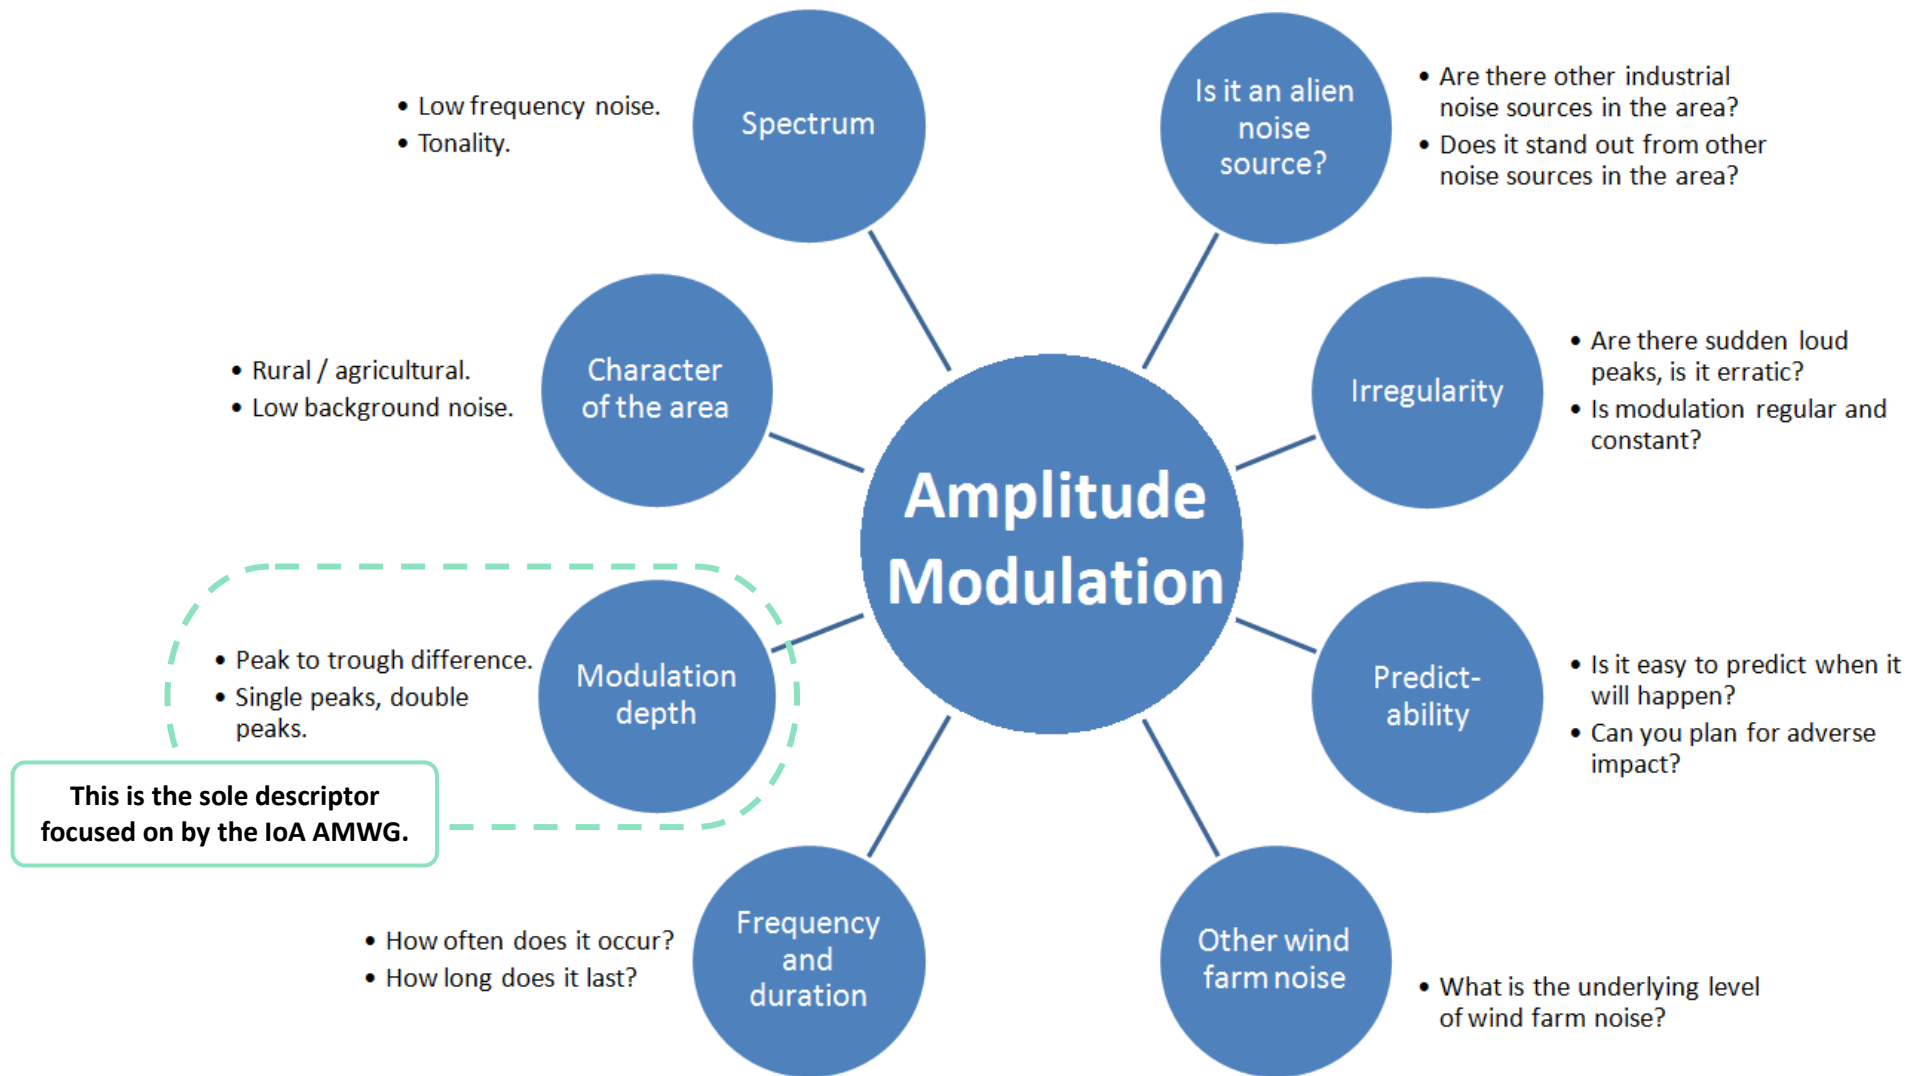 • Low frequency noise.
• Tonality.
Spectrum
Is it an alien
noise
source?
• Are there other industrial
noise sources in the area?
• Does it stand out from other
noise sources in the area?
• Rural / agricultural.
• Low background noise.
Character
of the area
Irregularity
• Are there sudden loud
peaks, is it erratic?
• Is modulation regular and
constant?
Amplitude
Modulation
• Peak to trough difference.
• Single peaks, double
peaks.
Modulation
depth
This is the sole descriptor
focused on by the IoA AMWG.
Predict-
ability
• Is it easy to predict when it
will happen?
• Can you plan for adverse
impact?
• How often does it occur?
• How long does it last?
Frequency
and
duration
Other wind
farm noise
• What is the underlying level
of wind farm noise?